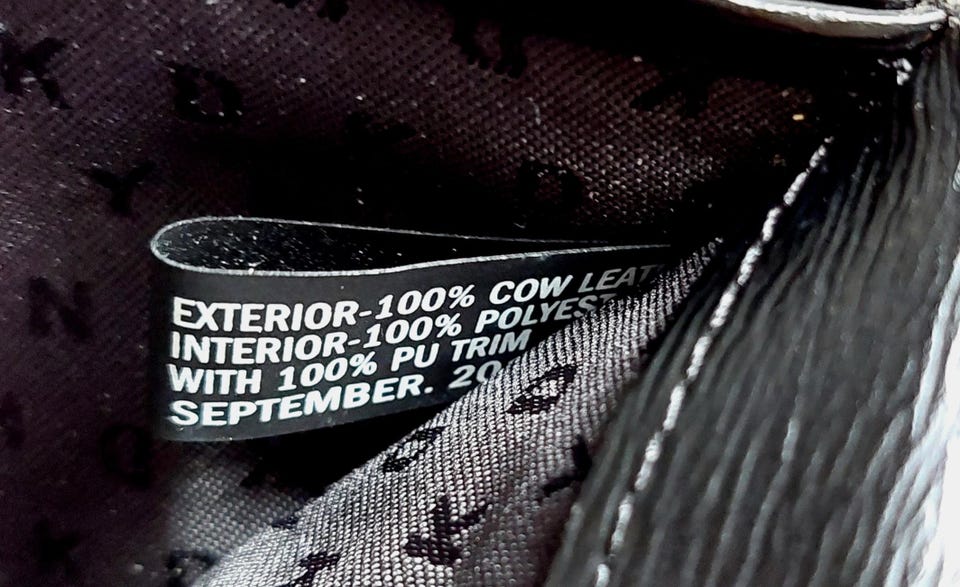 EXTERIOR-100% COW LEAT
INTERIOR-100% POLYEST
WITH 100% PU TRIM
SEPTEMBER. 20